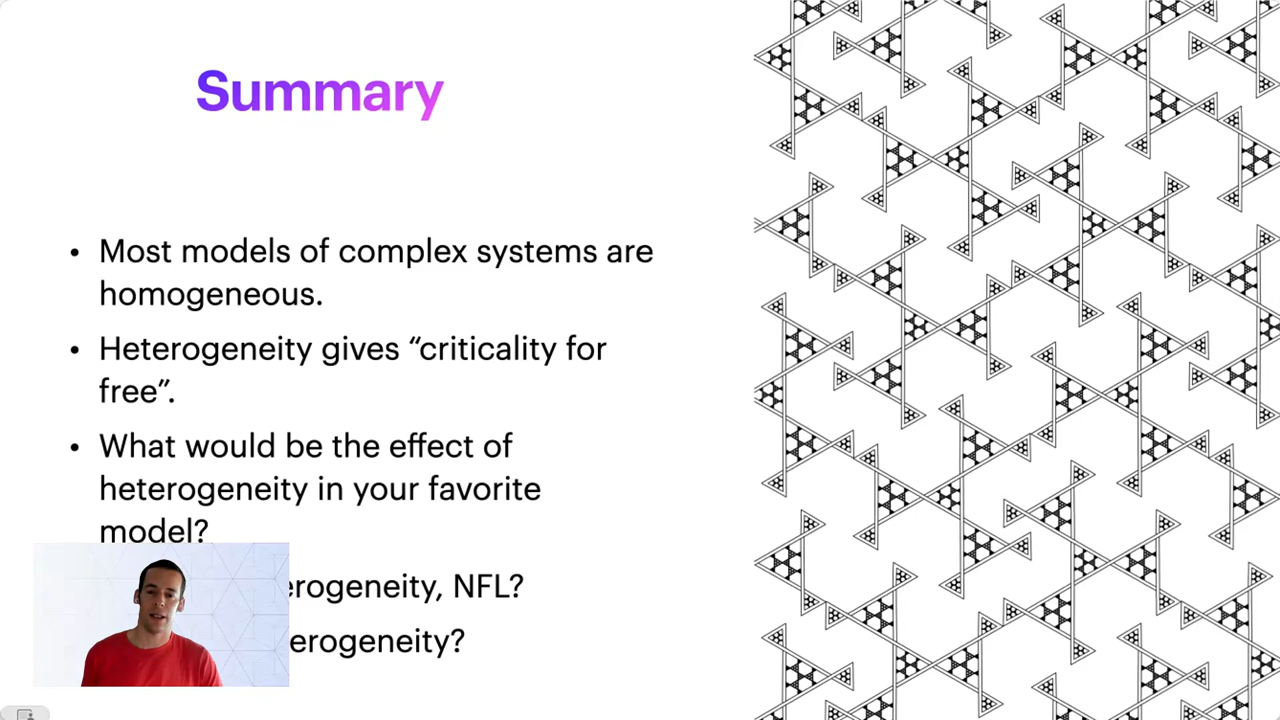 Summary
• Most models of complex systems are
homogeneous.
• Heterogeneity gives “criticality for
free”.
• What would be the effect of
heterogeneity in your favorite
model?
erogeneity, NFL?
erogeneity?